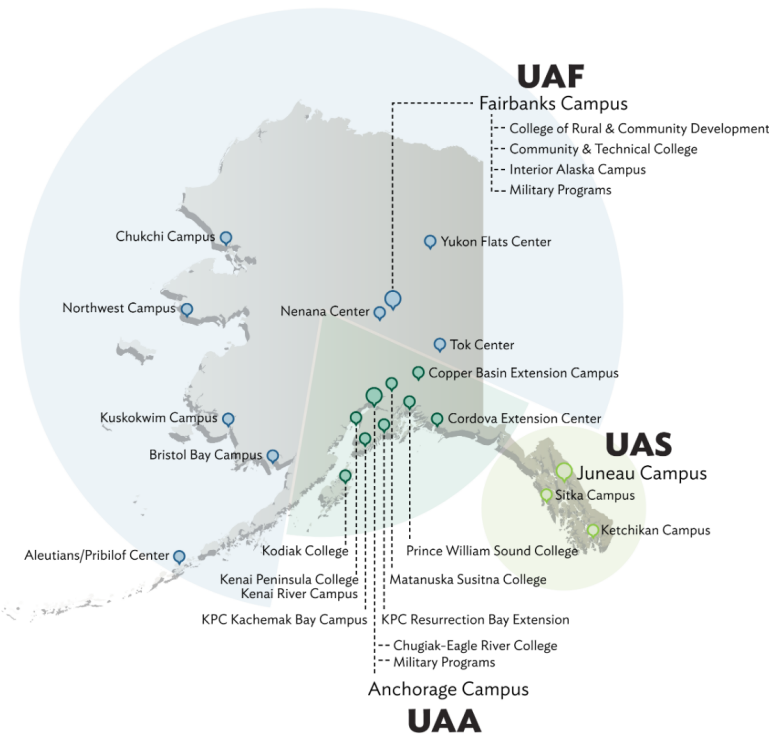 UAF
Fairbanks Campus
College of Rural & Community Development
Community & Technical College
Interior Alaska Campus
Military Programs
Chukchi Campus
Yukon Flats Center
Northwest Campus
Nenana Center
Tok Center
Copper Basin Extension Campus
Kuskokwim Campus
Cordova Extension Center
UAS
Bristol Bay Campus
Juneau Campus
Sitka Campus
Ketchikan Campus
Aleutians/Pribilof Center
Kodiak College
Prince William Sound College
Kenai Peninsula College
Kenai River Campus
Matanuska Susitna College
KPC Kachemak Bay Campus
KPC Resurrection Bay Extension
Chugiak-Eagle River College
Military Programs
Anchorage Campus
UAA